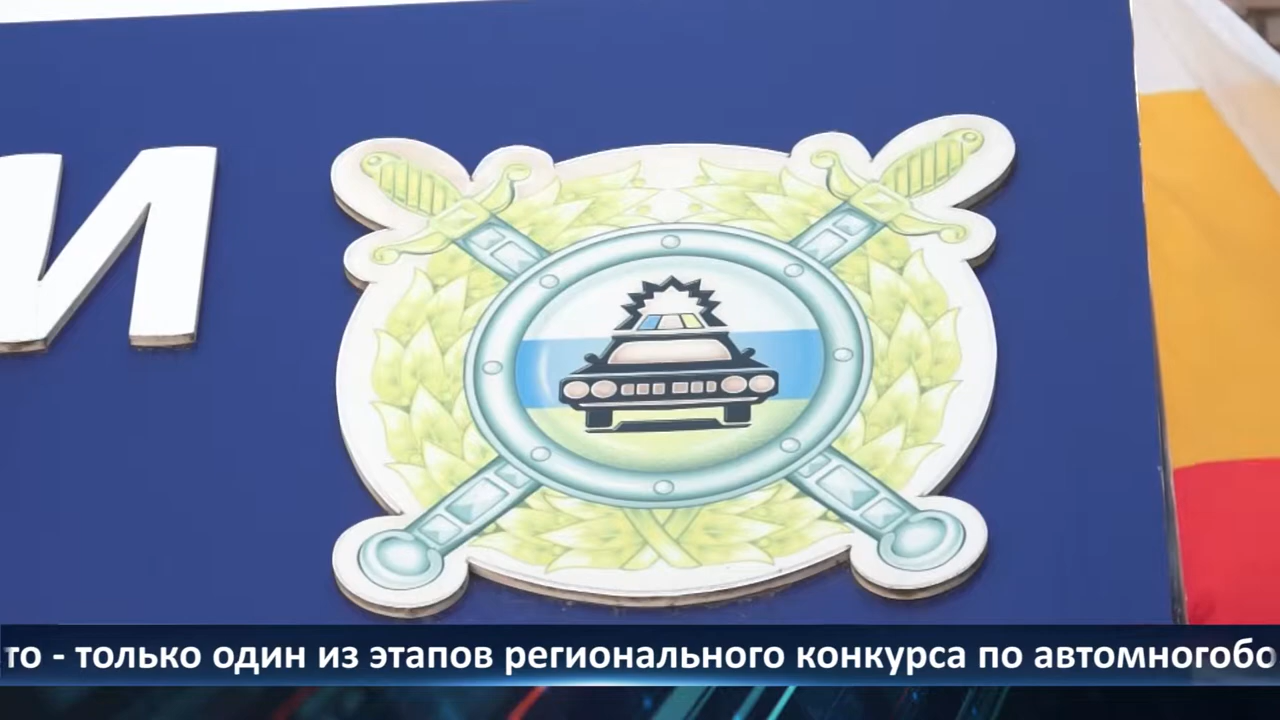 И
то - только один из этапов регионального конкурса по автомногобо